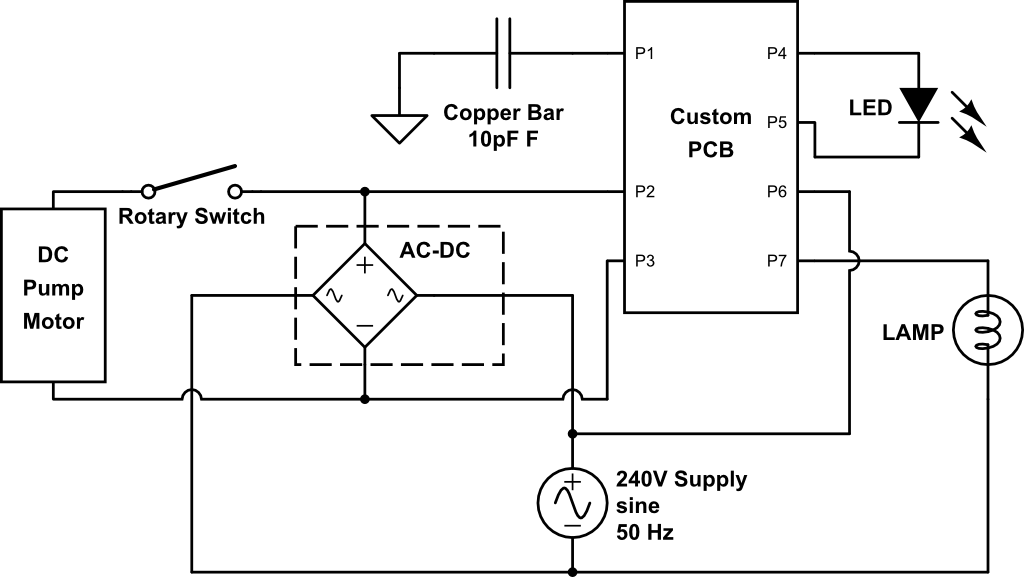 P1
P4
Copper Bar
10pF F
Custom
PCB
LED
P5
P2
P6
Rotary Switch
P3
P7
AC-DC
DC
Pump
Motor
LAMP
240V Supply
sine
50 Hz